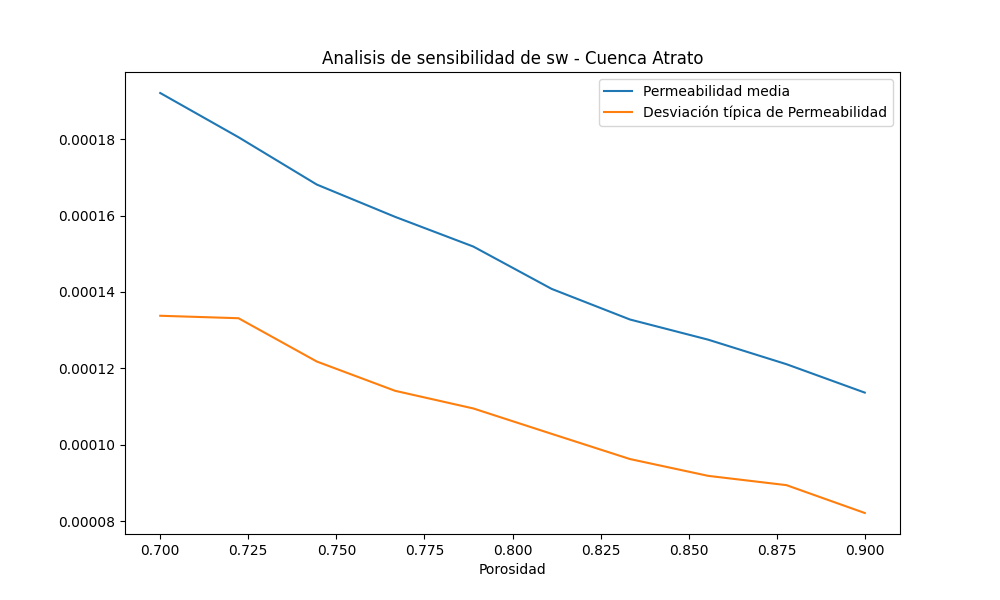 Analisis de sensibilidad de sw - Cuenca Atrato
Permeabilidad media
Desviación típica de Permeabilidad
0.00018
0.00016
0.00014
0.00012
0.00010
0.00008
0.700 0.725 0.750 0.775 0.800 0.825 0.850 0.875 0.900
Porosidad